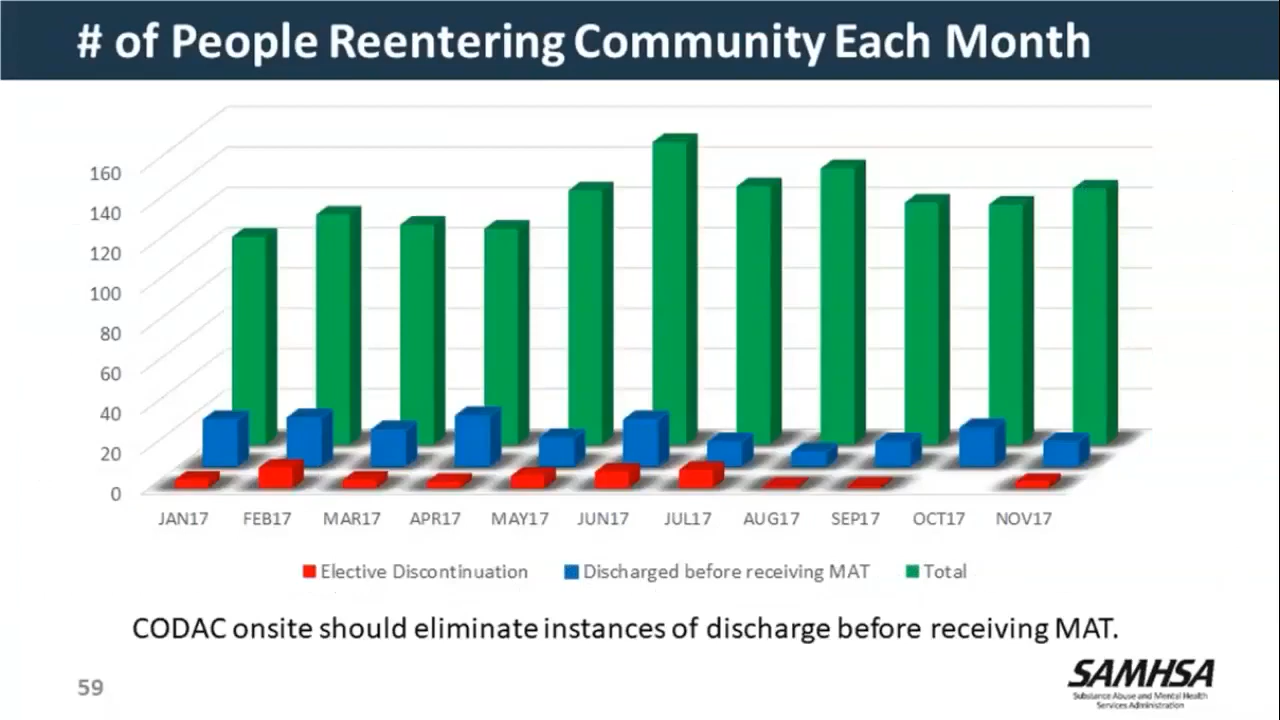 # of People Reentering Community Each Month
160
140
120
100
80
60
40
20
0
JAN17 FEB17 MAR17 APR17 MAY17 JUN17 JUL17 AUG17 SEP17 OCT17 NOV17
Elective Discontinuation Discharged before receiving MAT Total
CODAC onsite should eliminate instances of discharge before receiving MAT.
59
SAMHSA
Substance Abuse and Mental Health
Services Administration